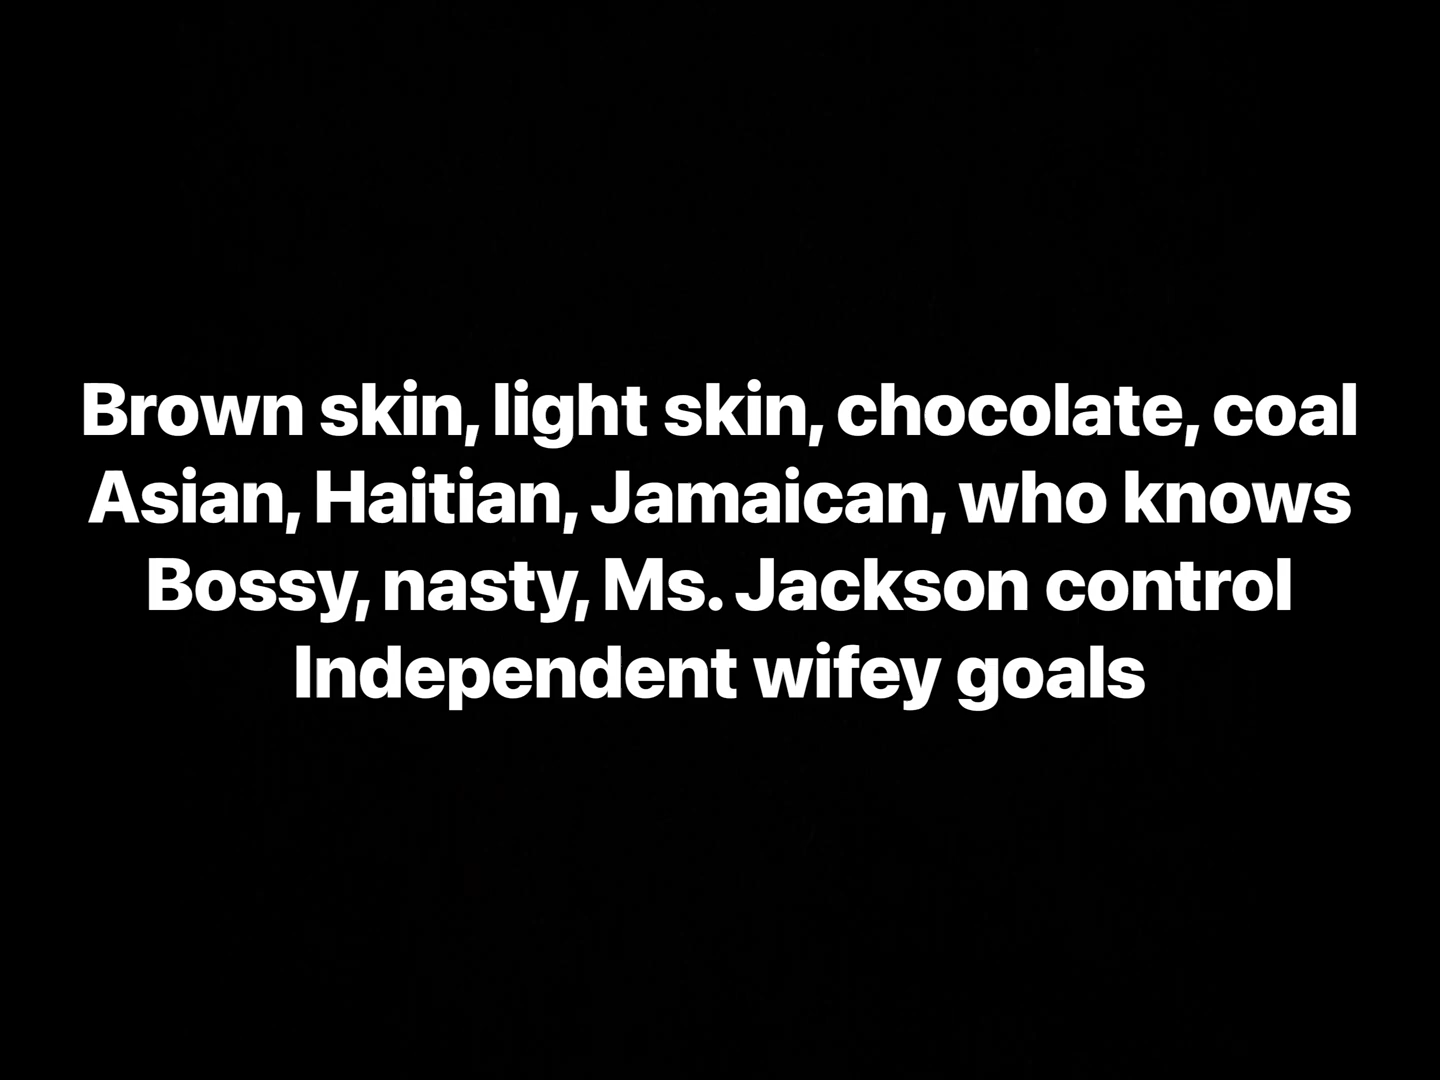 Brown skin, light skin, chocolate, coal
Asian, Haitian, Jamaican, who knows
Bossy, nasty, Ms. Jackson control
Independent wifey goals